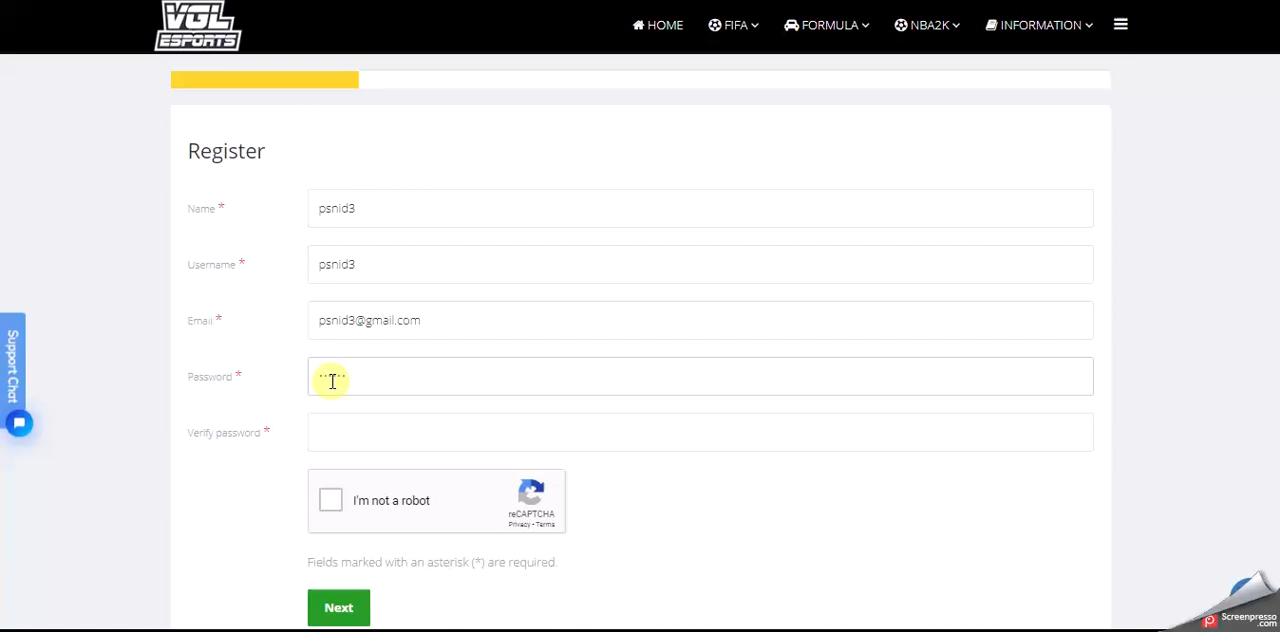 VGL
ESPORTS
HOME
FIFA
FORMULA
NBA2K
INFORMATION
Register
Name *
psnid3
Username *
psnid3
Email *
psnid3@gmail.com
Password *
Verify password *
I'm not a robot
reCAPTCHA
Privacy • Terms
Fields marked with an asterisk (*) are required.
Next
Support Chat
Screenpresso
.com